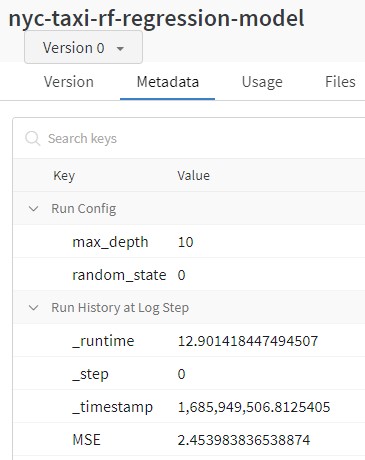 nyc-taxi-rf-regression-model
Version 0
Version Metadata Usage Files
Search keys
Key Value
Run Config
max_depth 10
random_state 0
Run History at Log Step
_runtime 12.901418447494507
_step 0
_timestamp 1,685,949,506.8125405
MSE 2.453983836538874